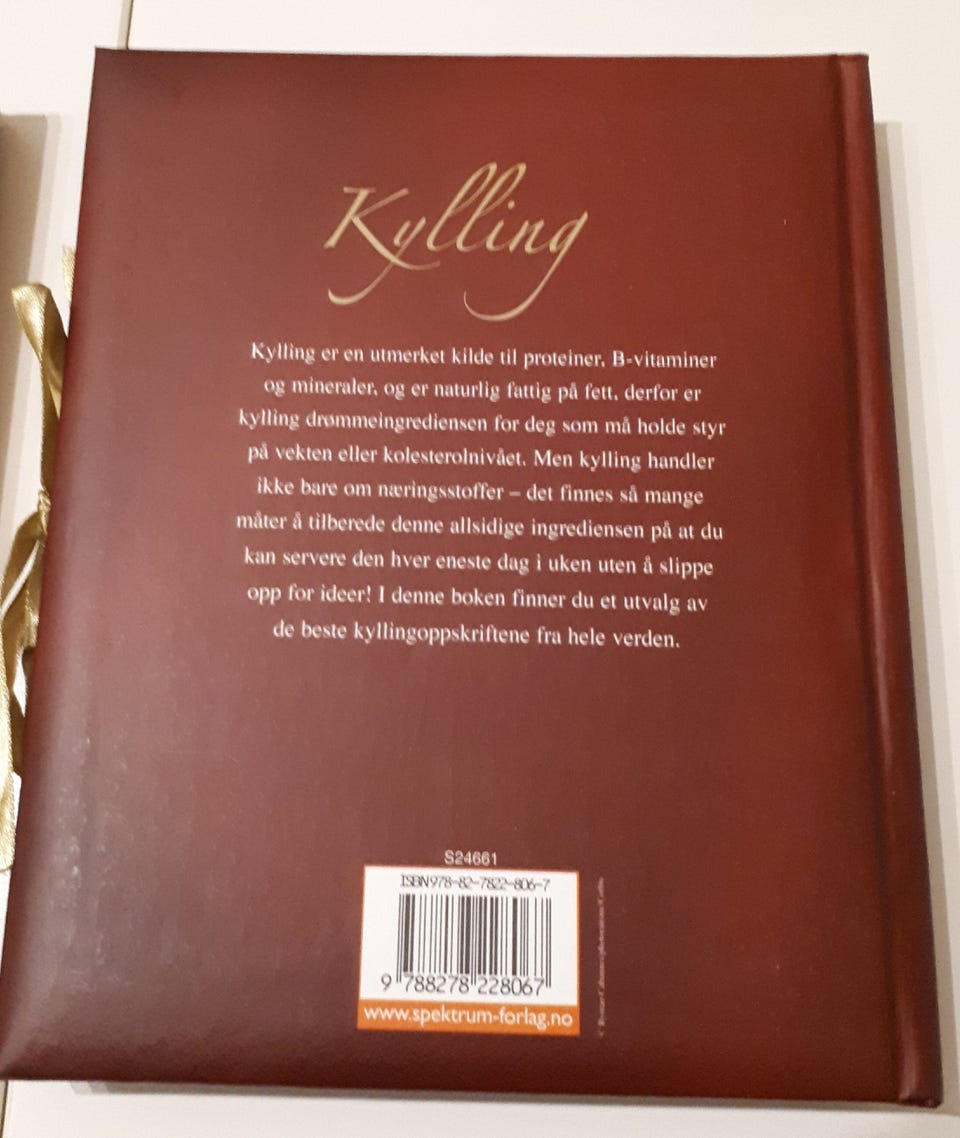 Kylling
Kylling er en utmerket kilde til proteiner, B-vitaminer
og mineraler, og er naturlig fattig på fett, derfor er
kylling drømmeingrediensen for deg som må holde styr
på vekten eller kolesterolnivået. Men kylling handler
ikke bare om næringsstoffer – det finnes så mange
måter å tilberede denne allsidige ingrediensen på at du
kan servere den hver eneste dag i uken uten å slippe
opp for ideer! I denne boken finner du et utvalg av
de beste kyllingoppskriftene fra hele verden.
S24661
ISBN 978-82-7822-806-7
9 788278 228067
www.spektrum-forlag.no